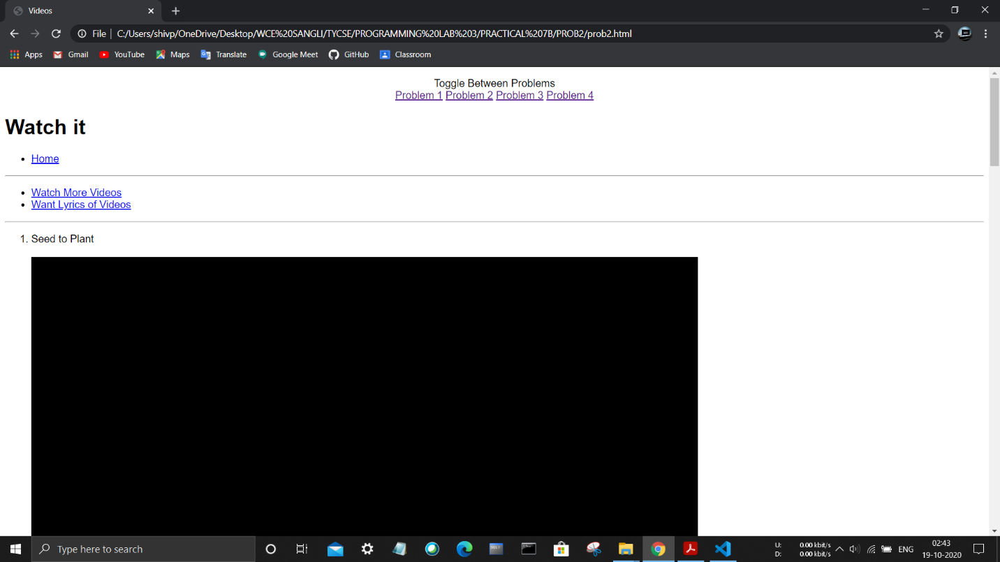 Videos
File
C:/Users/shivp/OneDrive/Desktop/WCE%20SANGLI/TYCSE/PROGRAMMING%20LAB%203/PRACTICAL%207B/PROB2/prob2.html
Apps Gmail YouTube Maps Translate Google Meet GitHub Classroom
Toggle Between Problems
Problem 1 Problem 2 Problem 3 Problem 4
Watch it
• Home
• Watch More Videos
• Want Lyrics of Videos
1. Seed to Plant
Type here to search
U: 0.00 kbit/s
D: 0.00 kbit/s
ENG
02:43
19-10-2020